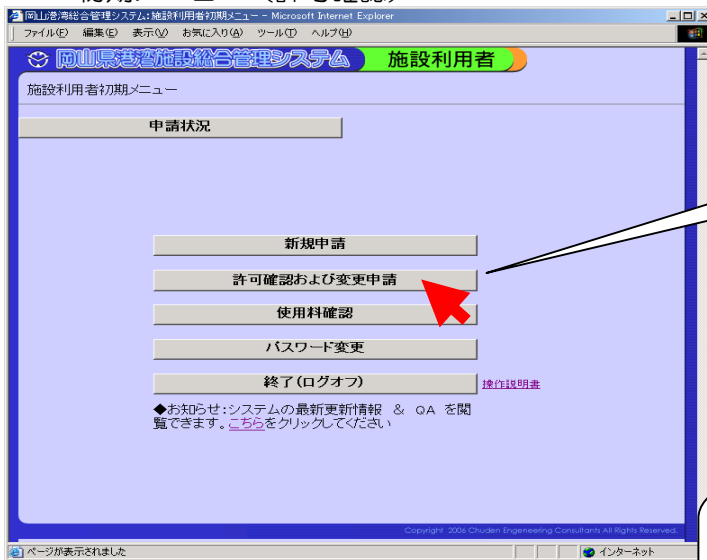 岡山港湾総合管理システム:施設利用者初期メニュー - Microsoft Internet Explorer
ファイル(F) 編集(E) 表示(V) お気に入り(A) ツール(T) ヘルプ(H)
岡山県港湾施設総合管理システム 施設利用者
施設利用者初期メニュー
申請状況
新規申請
許可確認および変更申請
使用料確認
パスワード変更
終了(ログオフ) 操作説明書
◆お知らせ:システムの最新更新情報 & QA を閲
覧できます。こちらをクリックしてください
Copyright 2006 Chuden Engeneering Consultants All Rights Reserved.
ページが表示されました インターネット